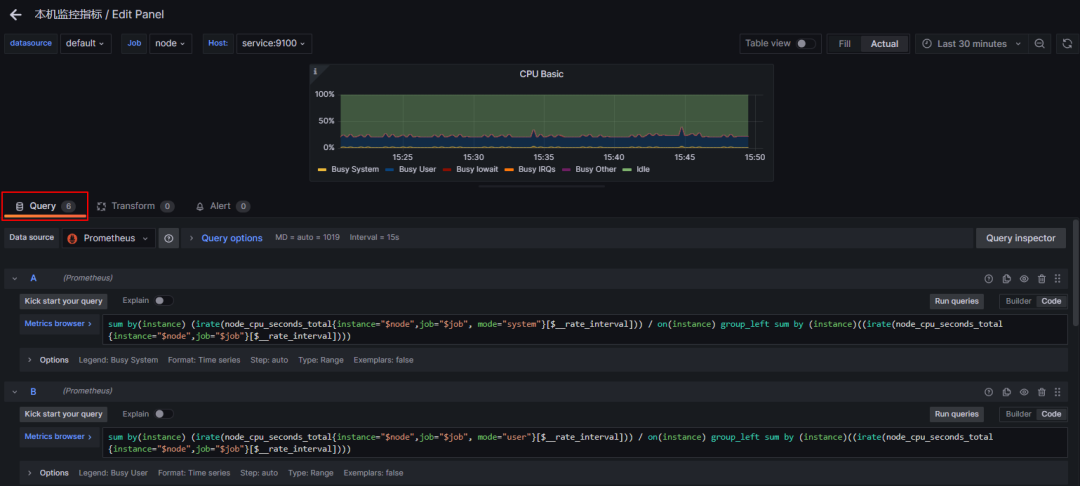 本机监控指标 / Edit Panel
datasource default Job node Host: service:9100 Table view Fill Actual Last 30 minutes
CPU Basic
100%
50%
0%
15:25 15:30 15:35 15:40 15:45 15:50
Busy System Busy User Busy Iowait Busy IRQs Busy Other Idle
Query 6 Transform 0 Alert 0
Data source Prometheus Query options MD = auto = 1019 Interval = 15s Query inspector
A (Prometheus)
Kick start your query Explain Run queries Builder Code
Metrics browser > sum by(instance) (irate(node_cpu_seconds_total{instance="$node",job="$job", mode="system"}[$__rate_interval])) / on(instance) group_left sum by (instance)((irate(node_cpu_seconds_total
{instance="$node",job="$job"}[$__rate_interval])))
> Options Legend: Busy System Format: Time series Step: auto Type: Range Exemplars: false
B (Prometheus)
Kick start your query Explain Run queries Builder Code
Metrics browser > sum by(instance) (irate(node_cpu_seconds_total{instance="$node",job="$job", mode="user"}[$__rate_interval])) / on(instance) group_left sum by (instance)((irate(node_cpu_seconds_total
{instance="$node",job="$job"}[$__rate_interval])))
> Options Legend: Busy User Format: Time series Step: auto Type: Range Exemplars: false